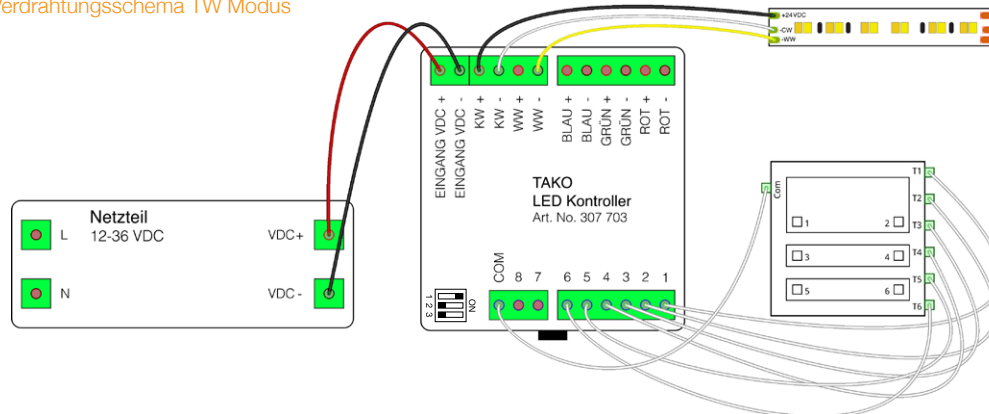 Verdrahtungsschema TW Modus
+24 VDC
-CW
-WW
EINGANG VDC +
EINGANG VDC -
KW +
KW -
WW +
WW -
BLAU +
BLAU -
GRÜN +
GRÜN -
ROT +
ROT -
TAKO
LED Kontroller
Art. No. 307 703
Netzteil
12-36 VDC
L
N
VDC+
VDC -
COM
8
7
6
5
4
3
2
1
1 2 3
ON
Com
T1
T2
T3
T4
T5
T6
1
2
3
4
5
6